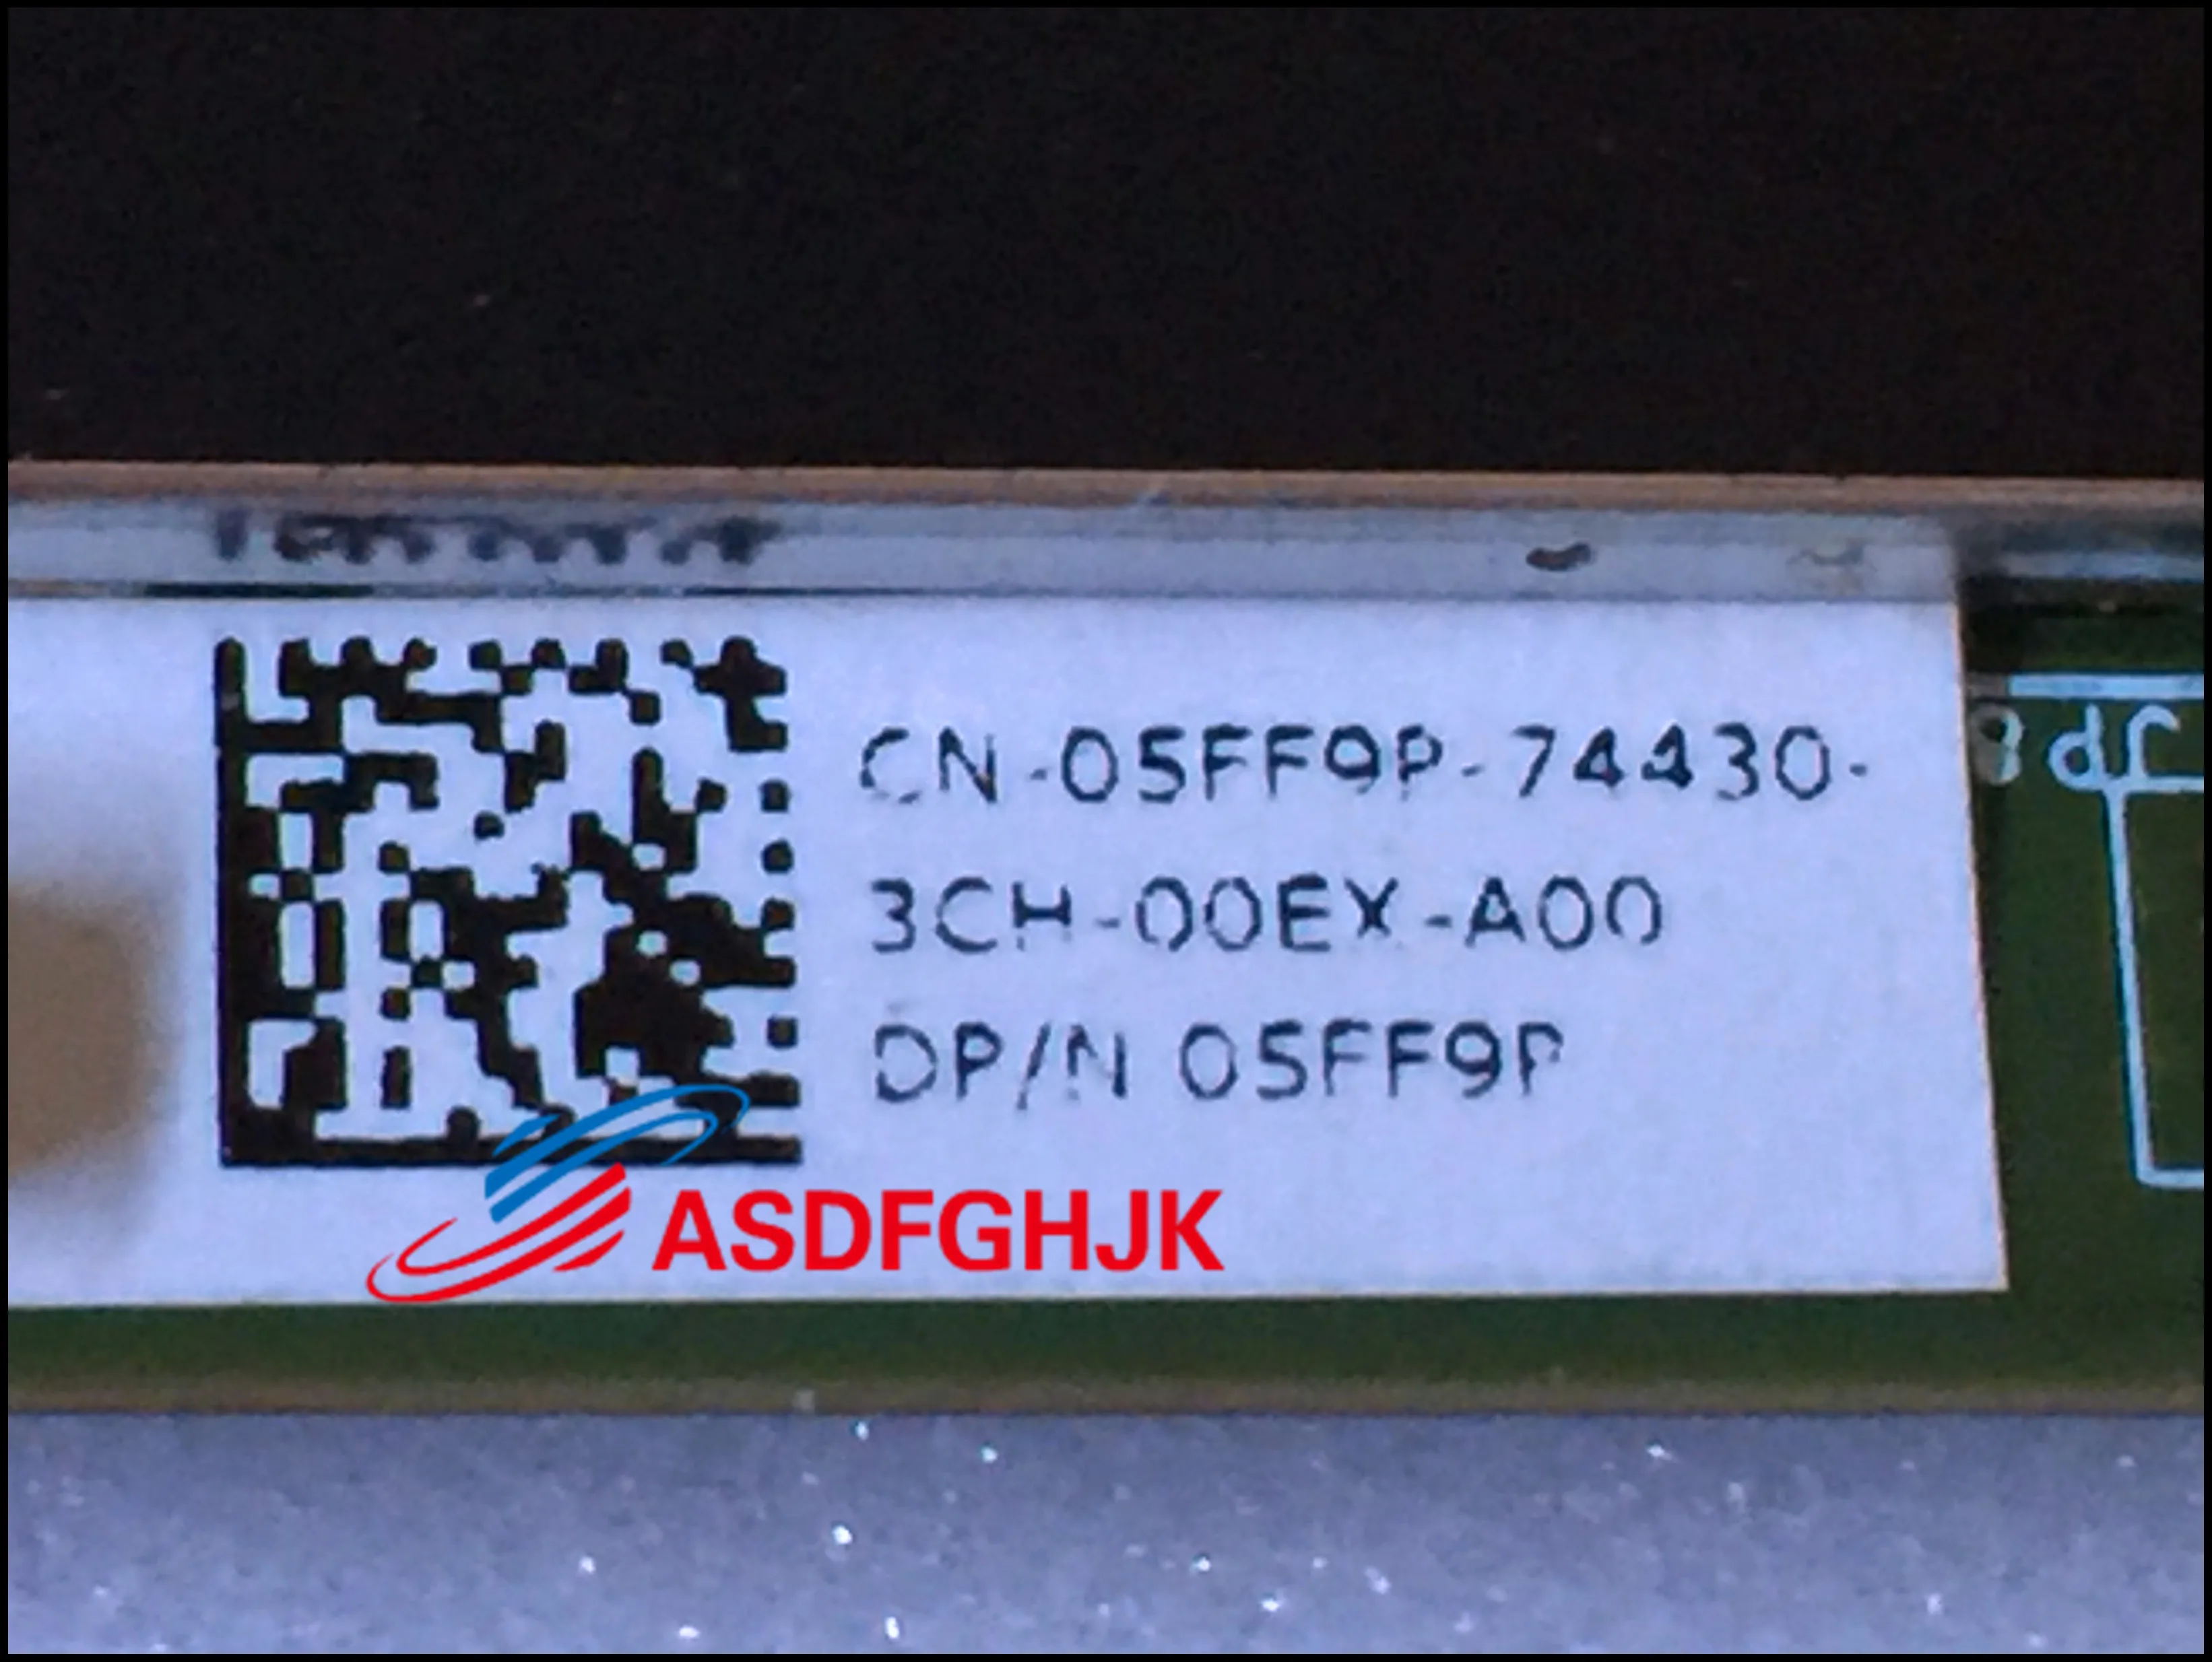 CN-05FF9P-74430-
3CH-00EX-A00
DP/N 05FF9P
ASDFGHJK